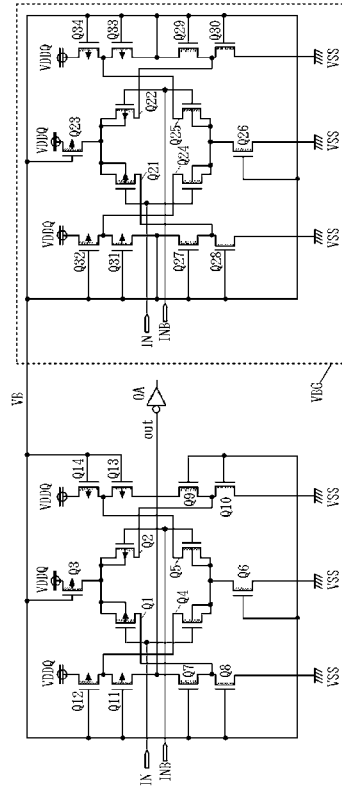 VB
VDDQ
VDDQ
VDDQ
Q12
Q3
Q14
Q11
Q13
Q1
Q2
Q4
Q5
IN
INB
Q7
Q9
Q8
Q6
Q10
VSS
VSS
VSS
out
OA
VDDQ
VDDQ
VDDQ
Q32
Q23
Q34
Q31
Q33
Q21
Q22
Q24
Q25
IN
INB
Q27
Q29
Q28
Q26
Q30
VSS
VSS
VSS
VBG